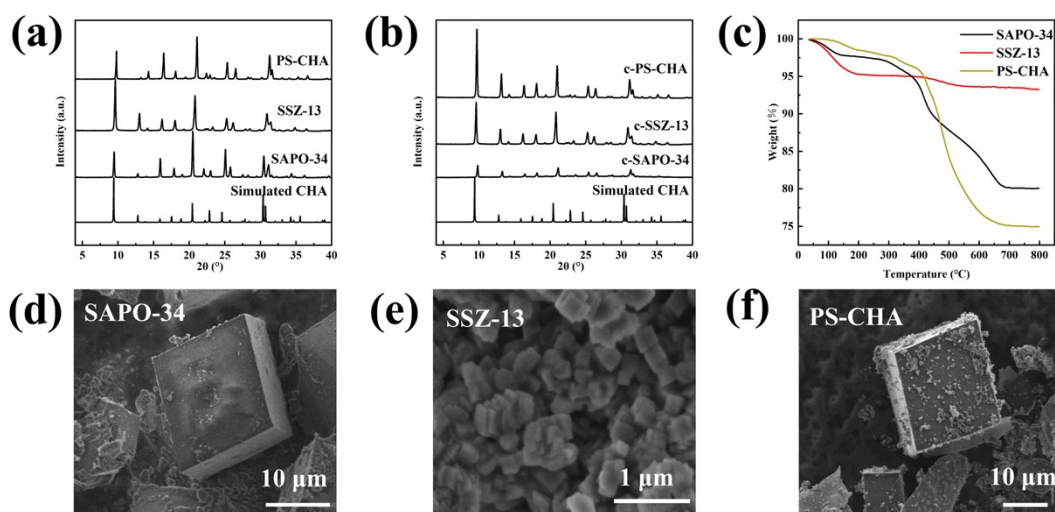 (a)
Intensity (a.u.)
PS-CHA
SSZ-13
SAPO-34
Simulated CHA
5 10 15 20 25 30 35 40
2θ (°)
(b)
Intensity (a.u.)
c-PS-CHA
c-SSZ-13
c-SAPO-34
Simulated CHA
5 10 15 20 25 30 35 40
2θ (°)
(c)
Weight (%)
100
95
90
85
80
75
SAPO-34
SSZ-13
PS-CHA
0 100 200 300 400 500 600 700 800
Temperature (°C)
(d)
SAPO-34
10 μm
(e)
SSZ-13
1 μm
(f)
PS-CHA
10 μm